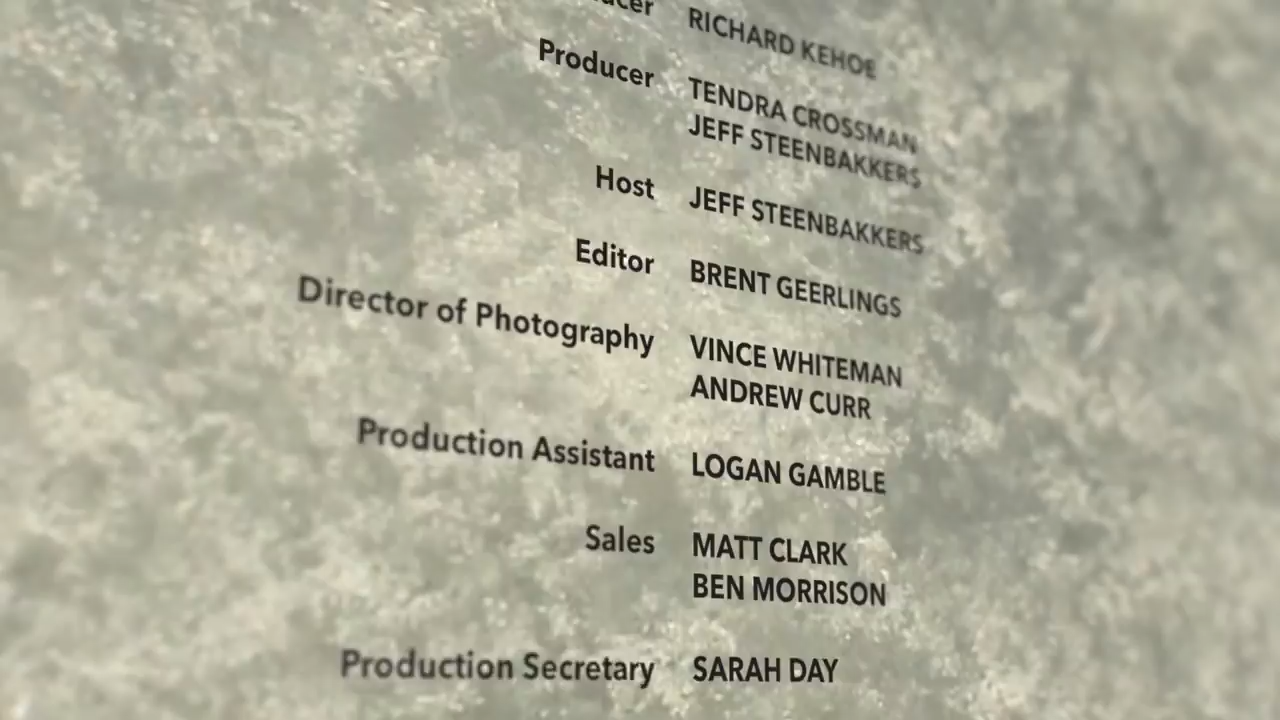 RICHARD KEHOE
Producer TENDRA CROSSMAN
JEFF STEENBAKKERS
Host JEFF STEENBAKKERS
Editor BRENT GEERLINGS
Director of Photography VINCE WHITEMAN
ANDREW CURR
Production Assistant LOGAN GAMBLE
Sales MATT CLARK
BEN MORRISON
Production Secretary SARAH DAY